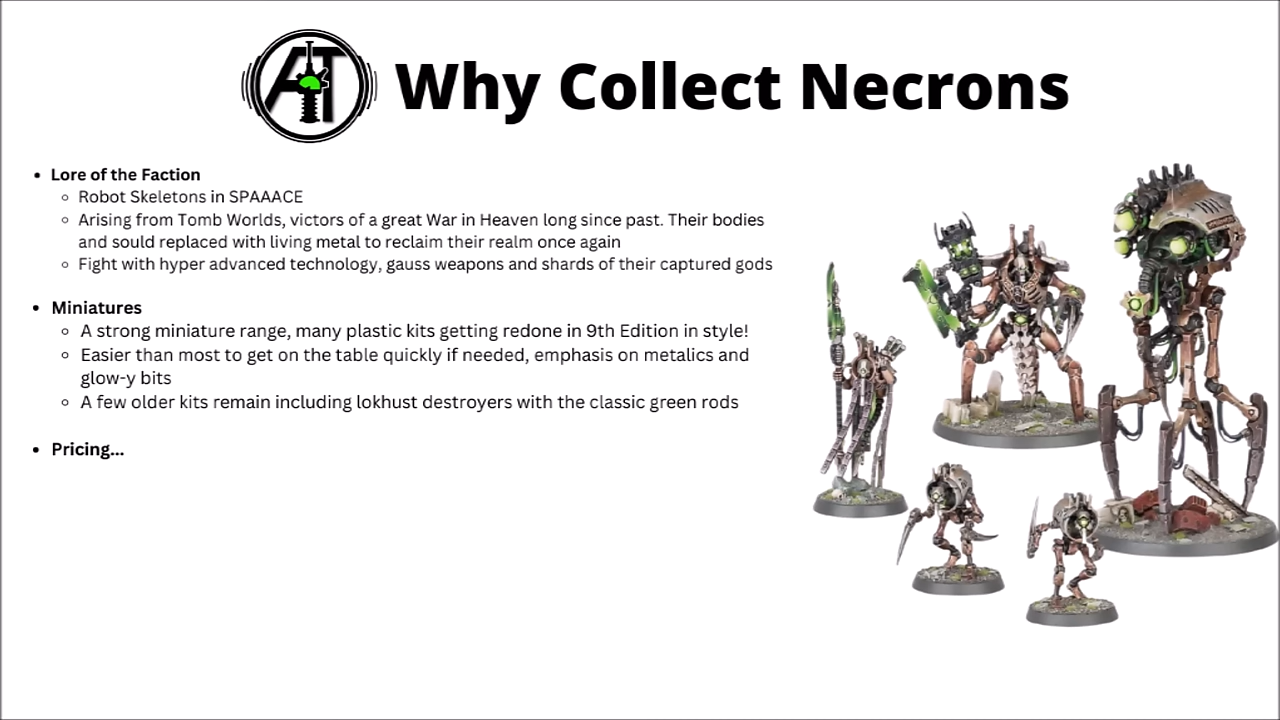 AT
Why Collect Necrons
• Lore of the Faction
◦ Robot Skeletons in SPAAACE
◦ Arising from Tomb Worlds, victors of a great War in Heaven long since past. Their bodies
and sould replaced with living metal to reclaim their realm once again
◦ Fight with hyper advanced technology, gauss weapons and shards of their captured gods
• Miniatures
◦ A strong miniature range, many plastic kits getting redone in 9th Edition in style!
◦ Easier than most to get on the table quickly if needed, emphasis on metalics and
glow-y bits
◦ A few older kits remain including lokhust destroyers with the classic green rods
• Pricing...